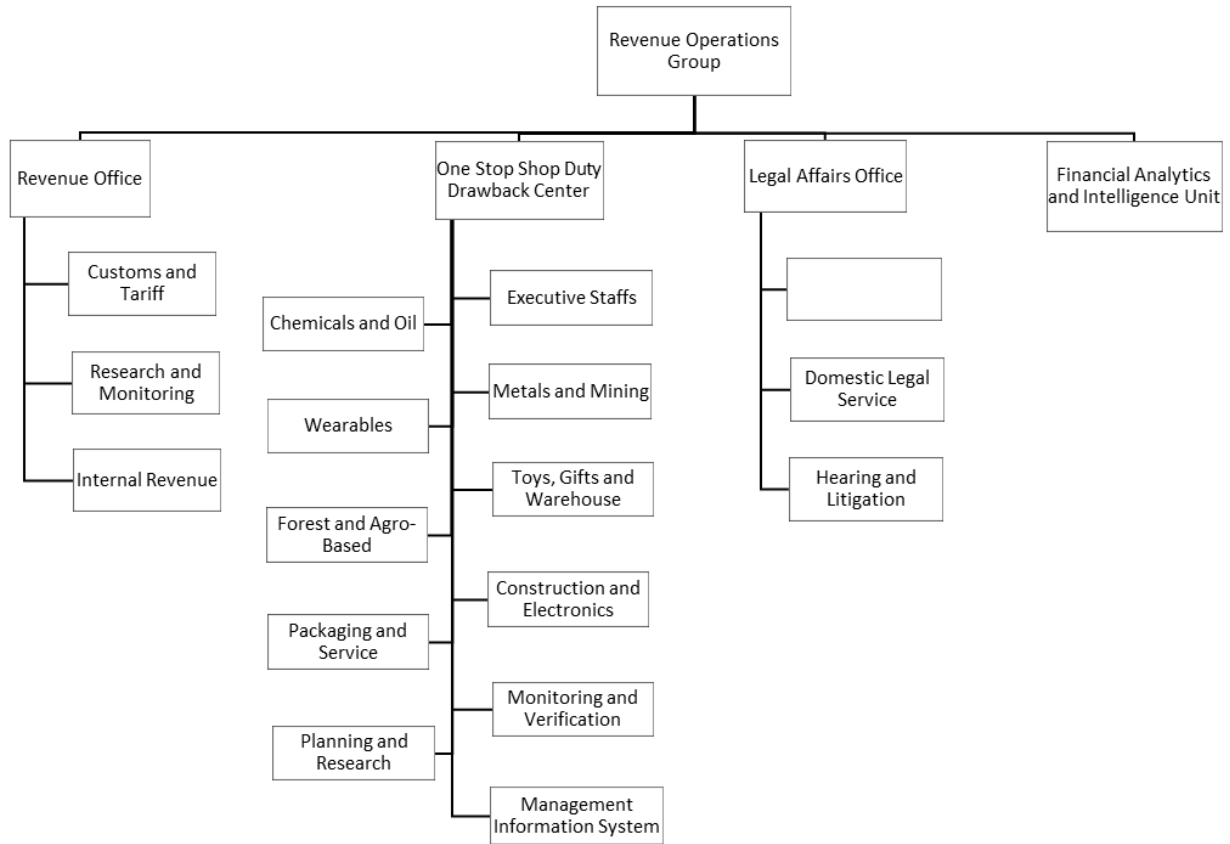 Revenue Operations
Group
Revenue Office
One Stop Shop Duty
Drawback Center
Legal Affairs Office
Financial Analytics
and Intelligence Unit
Customs and
Tariff
Research and
Monitoring
Internal Revenue
Chemicals and Oil
Wearables
Forest and Agro-
Based
Packaging and
Service
Planning and
Research
Executive Staffs
Metals and Mining
Toys, Gifts and
Warehouse
Construction and
Electronics
Monitoring and
Verification
Management
Information System
Domestic Legal
Service
Hearing and
Litigation